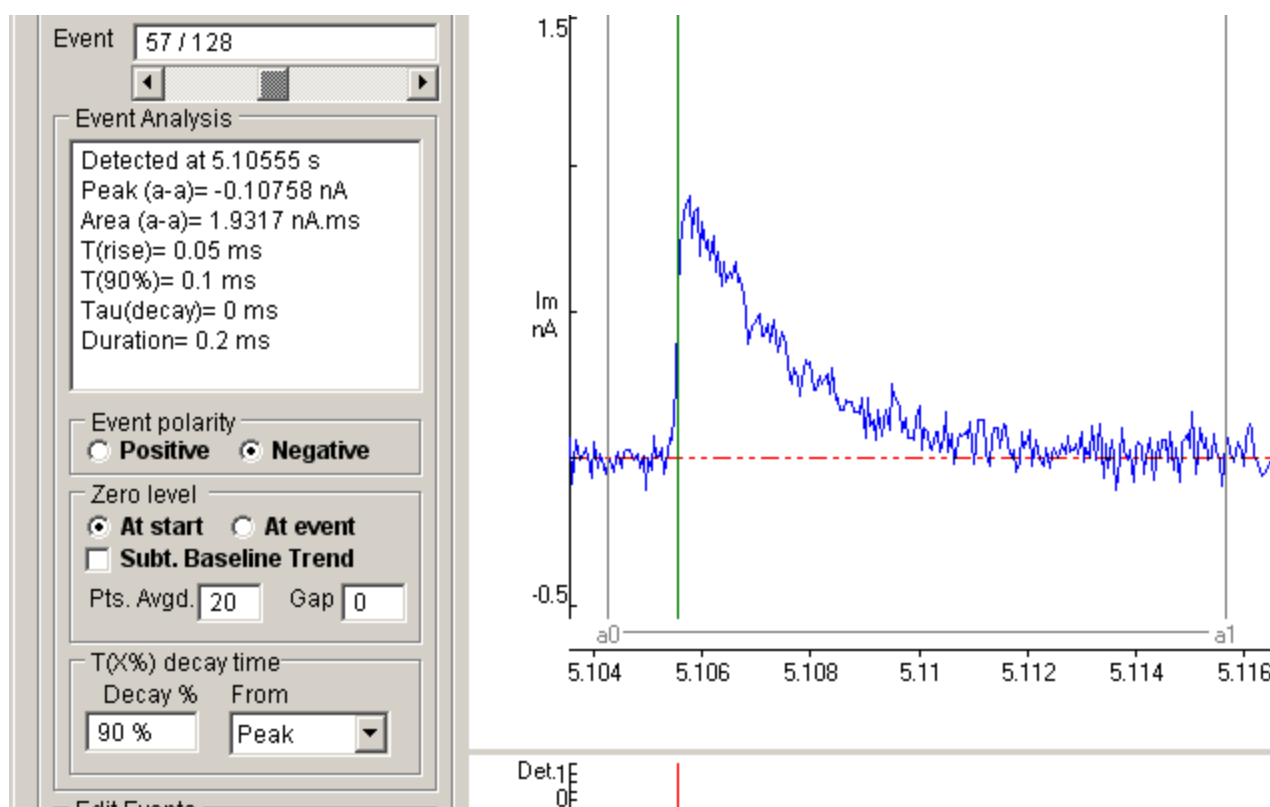 Event 57 / 128
Event Analysis
Detected at 5.10555 s
Peak (a-a)= -0.10758 nA
Area (a-a)= 1.9317 nA.ms
T(rise)= 0.05 ms
T(90%)= 0.1 ms
Tau(decay)= 0 ms
Duration= 0.2 ms
Event polarity
Positive Negative
Zero level
At start At event
Subt. Baseline Trend
Pts. Avgd. 20 Gap 0
T(X%) decay time
Decay % From
90 % Peak
Edit Events
1.5
Im
nA
-0.5
a0 a1
5.104 5.106 5.108 5.11 5.112 5.114 5.116
Det.1
0